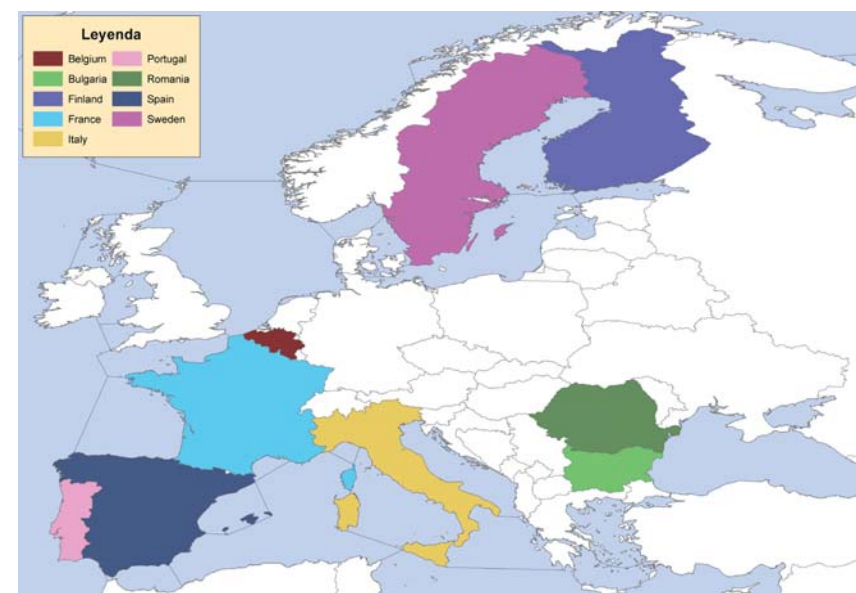 Leyenda
Belgium
Portugal
Bulgaria
Romania
Finland
Spain
France
Sweden
Italy